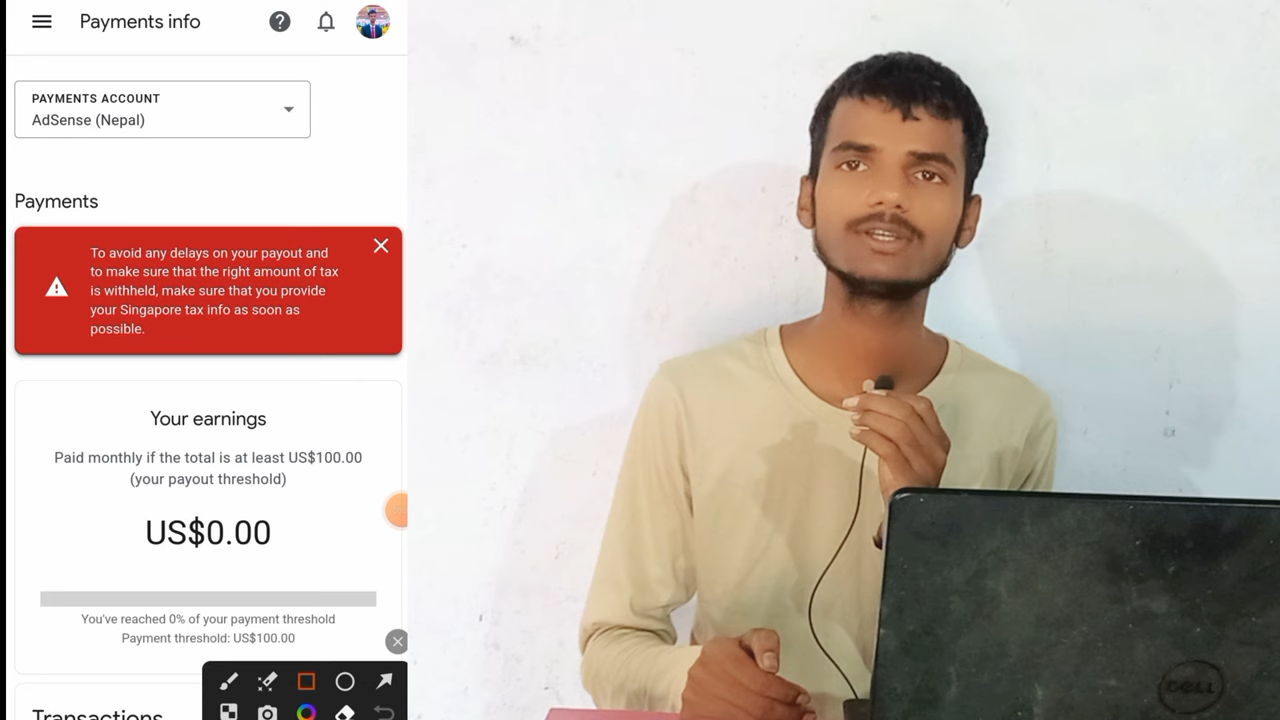 Payments info
PAYMENTS ACCOUNT
AdSense (Nepal)
Payments
To avoid any delays on your payout and
to make sure that the right amount of tax
is withheld, make sure that you provide
your Singapore tax info as soon as
possible.
Your earnings
Paid monthly if the total is at least US$100.00
(your payout threshold)
US$0.00
You've reached 0% of your payment threshold
Payment threshold: US$100.00
Transactions
DELL